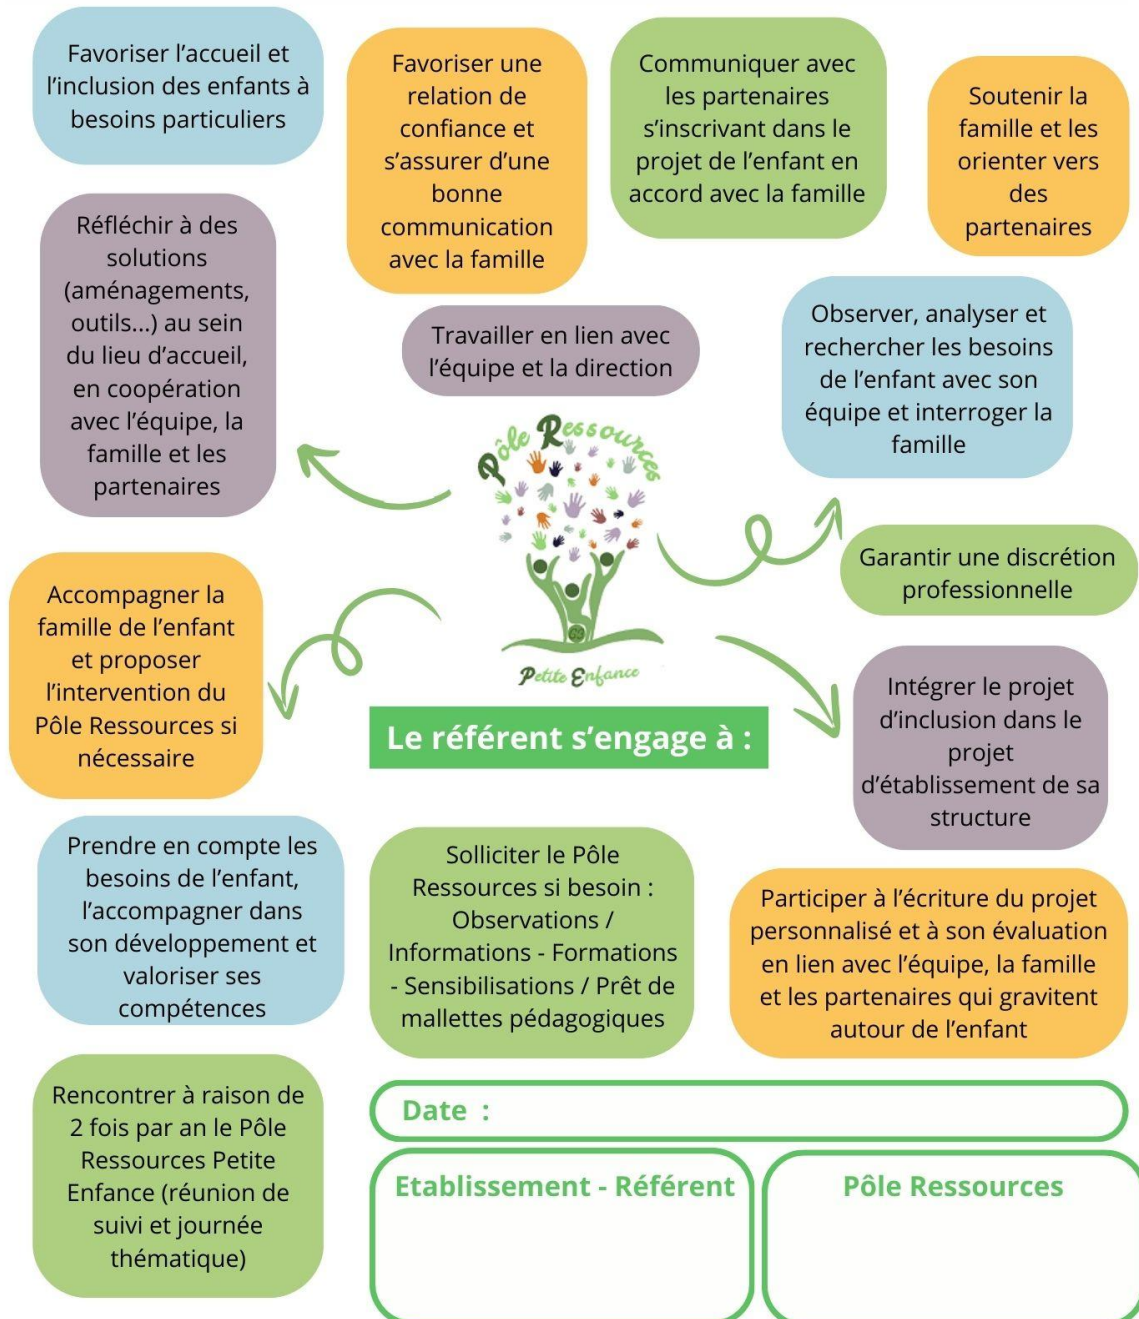 Favoriser l’accueil et
l’inclusion des enfants à
besoins particuliers
Favoriser une
relation de
confiance et
s’assurer d’une
bonne
communication
avec la famille
Communiquer avec
les partenaires
s’inscrivant dans le
projet de l’enfant en
accord avec la famille
Soutenir la
famille et les
orienter vers
des
partenaires
Réfléchir à des
solutions
(aménagements,
outils...) au sein
du lieu d’accueil,
en coopération
avec l’équipe, la
famille et les
partenaires
Travailler en lien avec
l’équipe et la direction
Observer, analyser et
rechercher les besoins
de l’enfant avec son
équipe et interroger la
famille
Pôle Ressources
Petite Enfance
Garantir une discrétion
professionnelle
Accompagner la
famille de l’enfant
et proposer
l’intervention du
Pôle Ressources si
nécessaire
Le référent s’engage à :
Intégrer le projet
d’inclusion dans le
projet
d’établissement de sa
structure
Prendre en compte les
besoins de l’enfant,
l’accompagner dans
son développement et
valoriser ses
compétences
Solliciter le Pôle
Ressources si besoin :
Observations /
Informations - Formations
- Sensibilisations / Prêt de
mallettes pédagogiques
Participer à l’écriture du projet
personnalisé et à son évaluation
en lien avec l’équipe, la famille
et les partenaires qui gravitent
autour de l’enfant
Rencontrer à raison de
2 fois par an le Pôle
Ressources Petite
Enfance (réunion de
suivi et journée
thématique)
Date :
Etablissement - Référent
Pôle Ressources